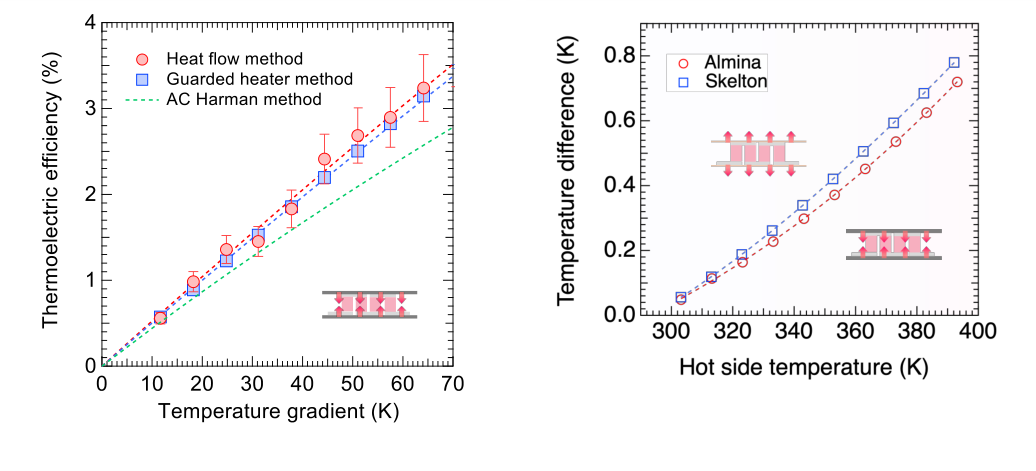 4
3
2
1
0
Thermoelectric efficiency (%)
Heat flow method
Guarded heater method
AC Harman method
0 10 20 30 40 50 60 70
Temperature gradient (K)
0.8
0.6
0.4
0.2
0.0
Temperature difference (K)
Almina
Skelton
300 320 340 360 380 400
Hot side temperature (K)